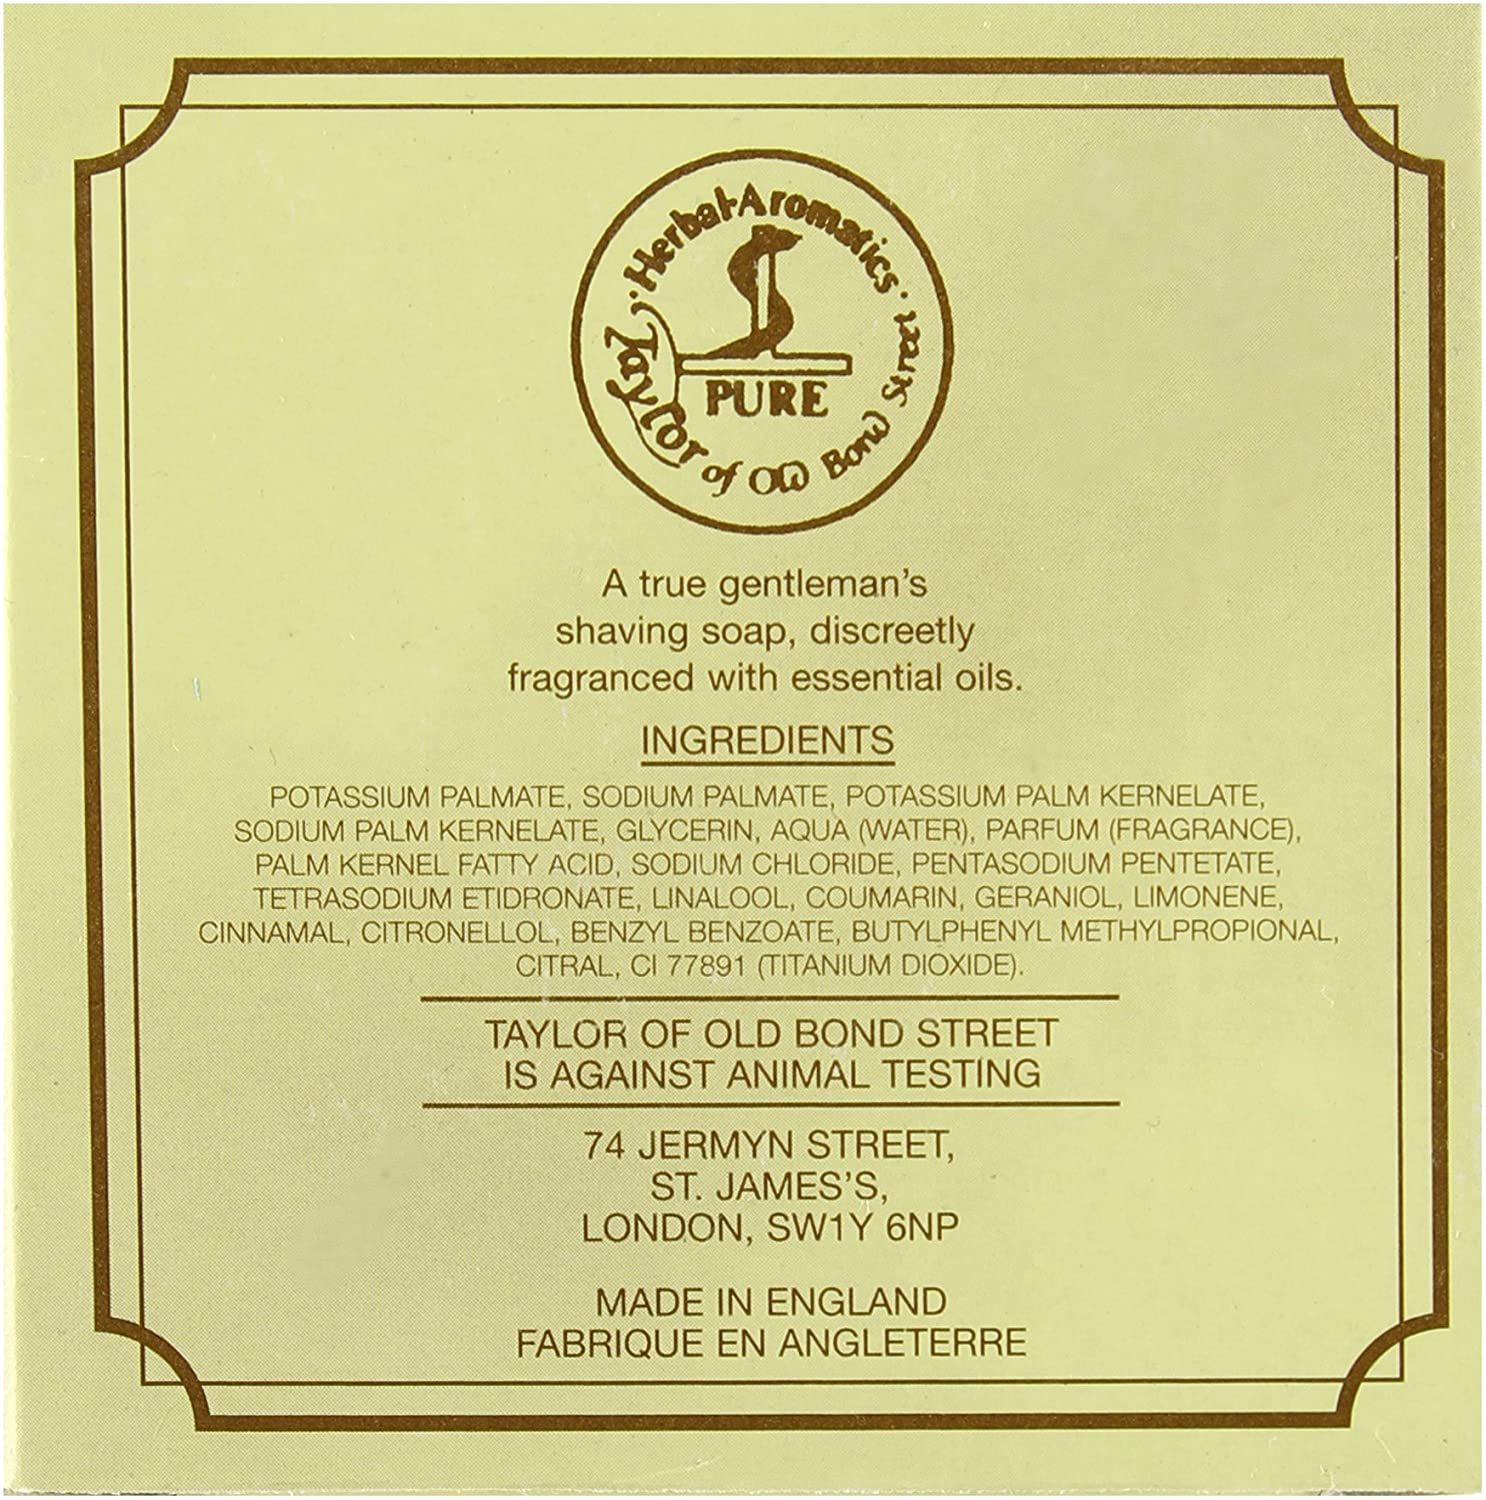 Herbal-Aromatics
Taylor of Old Bond Street
PURE
A true gentleman's
shaving soap, discreetly
fragranced with essential oils.
INGREDIENTS
POTASSIUM PALMATE, SODIUM PALMATE, POTASSIUM PALM KERNELATE,
SODIUM PALM KERNELATE, GLYCERIN, AQUA (WATER), PARFUM (FRAGRANCE),
PALM KERNEL FATTY ACID, SODIUM CHLORIDE, PENTASODIUM PENTETATE,
TETRASODIUM ETIDRONATE, LINALOOL, COUMARIN, GERANIOL, LIMONENE,
CINNAMAL, CITRONELLOL, BENZYL BENZOATE, BUTYLPHENYL METHYLPROPIONAL,
CITRAL, CI 77891 (TITANIUM DIOXIDE).
TAYLOR OF OLD BOND STREET
IS AGAINST ANIMAL TESTING
74 JERMYN STREET,
ST. JAMES'S,
LONDON, SW1Y 6NP
MADE IN ENGLAND
FABRIQUE EN ANGLETERRE